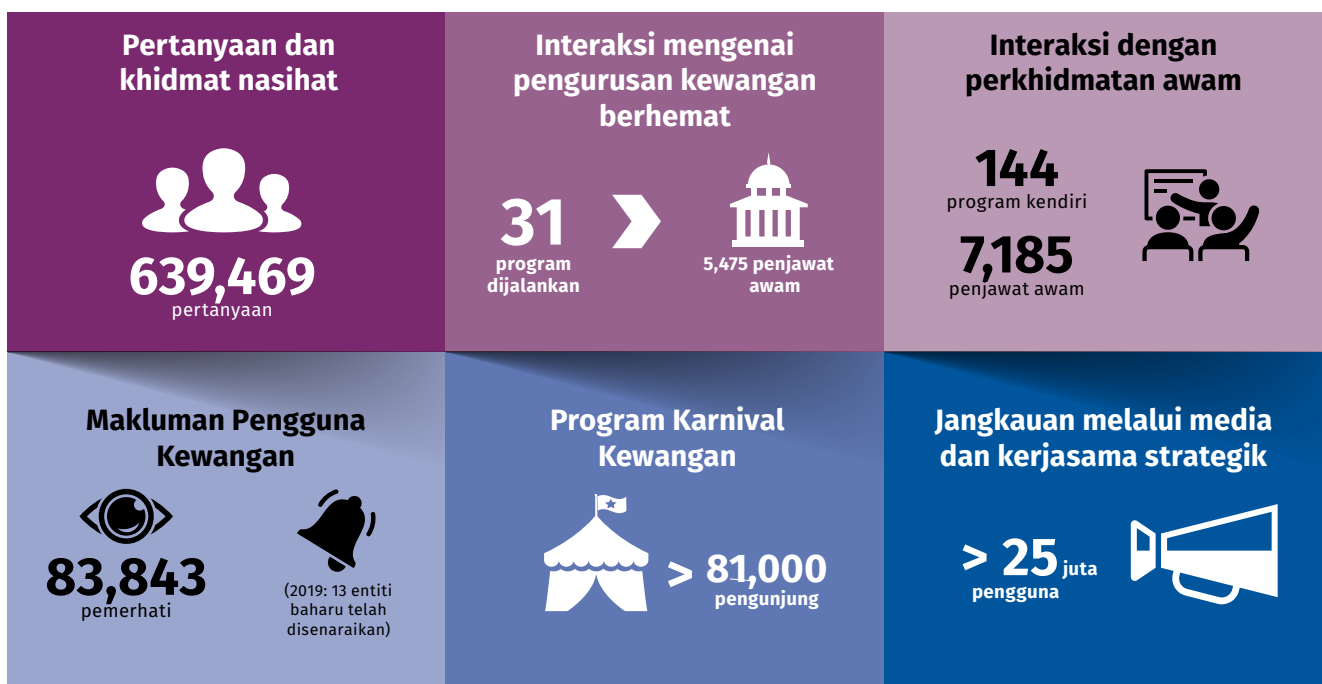 Pertanyaan dan
khidmat nasihat
639,469
pertanyaan
Interaksi mengenai
pengurusan kewangan
berhemat
31
program
dijalankan
5,475 penjawat
awam
Interaksi dengan
perkhidmatan awam
144
program kendiri
7,185
penjawat awam
Makluman Pengguna
Kewangan
83,843
pemerhati
(2019: 13 entiti
baharu telah
disenaraikan)
Program Karnival
Kewangan
> 81,000
pengunjung
Jangkauan melalui media
dan kerjasama strategik
> 25 juta
pengguna